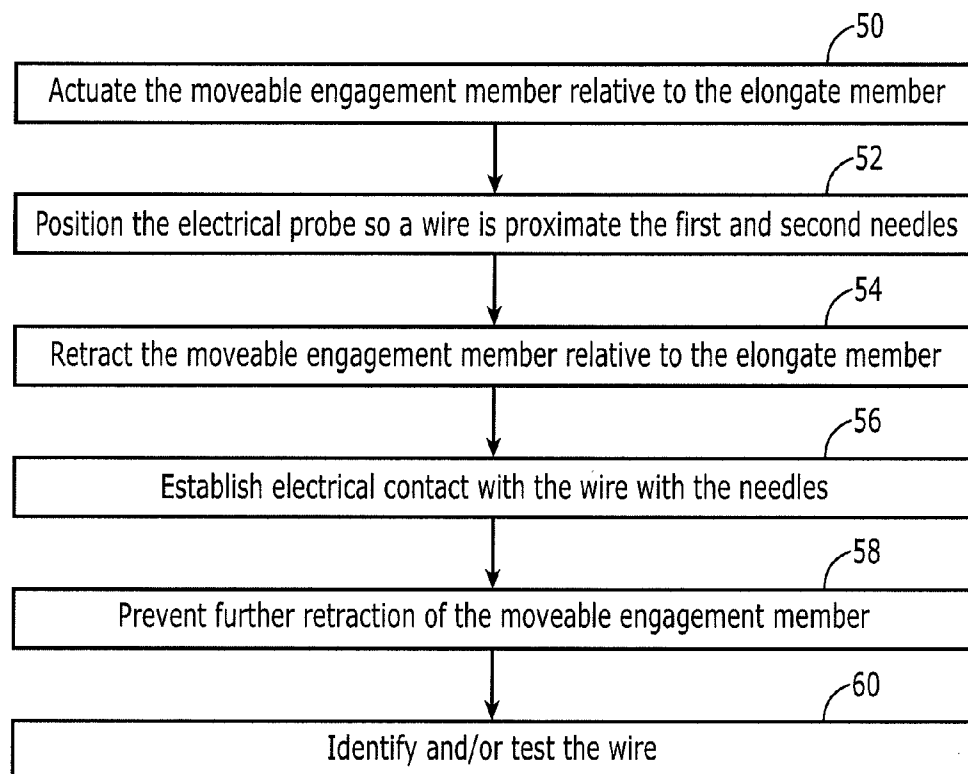 50
Actuate the moveable engagement member relative to the elongate member
52
Position the electrical probe so a wire is proximate the first and second needles
54
Retract the moveable engagement member relative to the elongate member
56
Establish electrical contact with the wire with the needles
58
Prevent further retraction of the moveable engagement member
60
Identify and/or test the wire